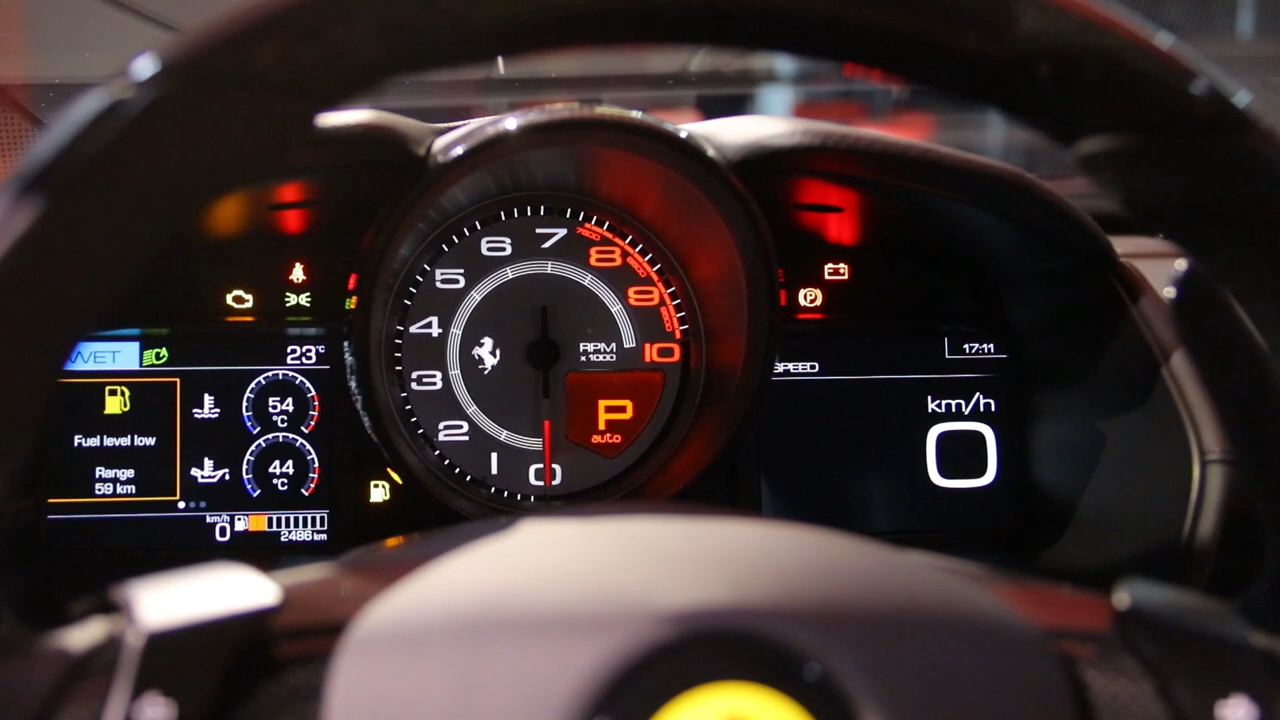 WET
23°C
Fuel level low
Range
59 km
54
°C
44
°C
km/h
0
2486 km
0
1
2
3
4
5
6
7
8
9
10
RPM
x 1000
P
auto
(P)
SPEED
17:11
km/h
0